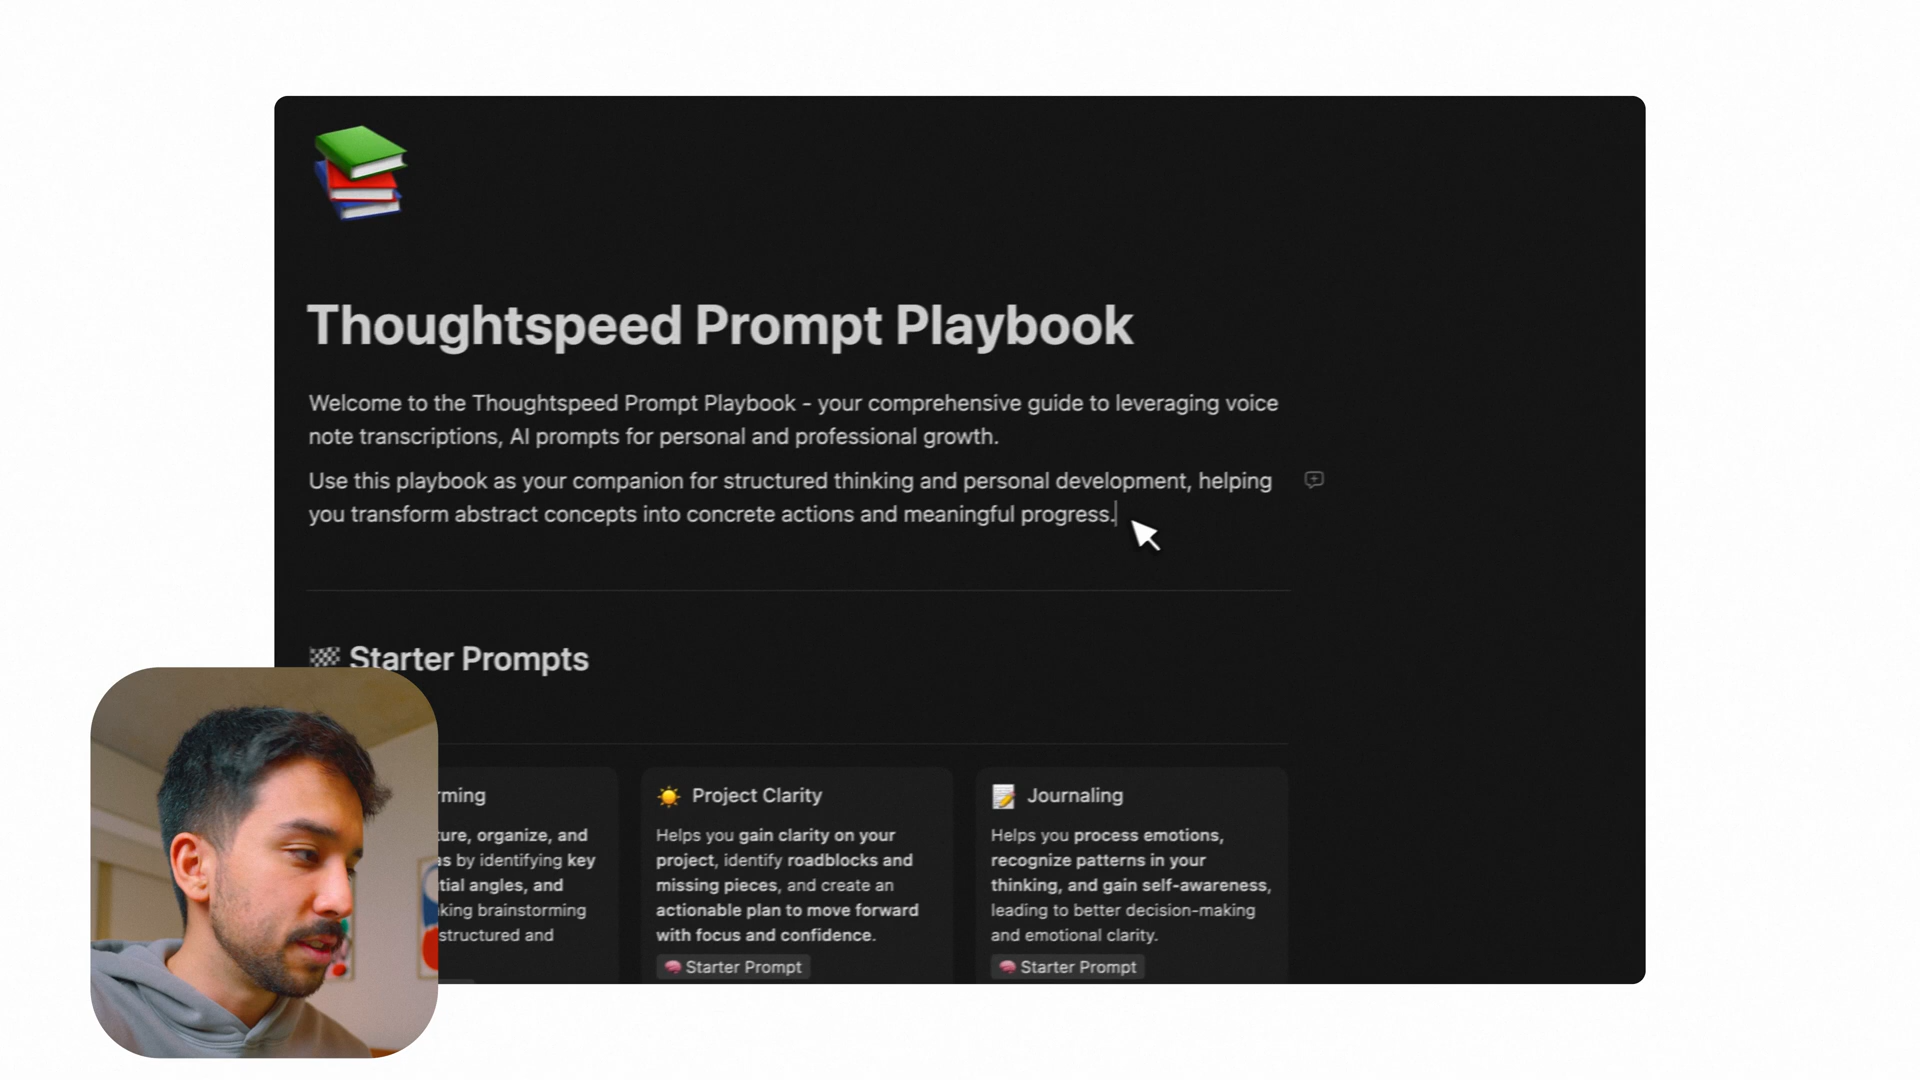 Thoughtspeed Prompt Playbook
Welcome to the Thoughtspeed Prompt Playbook - your comprehensive guide to leveraging voice
note transcriptions, AI prompts for personal and professional growth.
Use this playbook as your companion for structured thinking and personal development, helping
you transform abstract concepts into concrete actions and meaningful progress.
Starter Prompts
organize, and
by identifying key
angles, and
brainstorming
structured and
Project Clarity
Helps you gain clarity on your
project, identify roadblocks and
missing pieces, and create an
actionable plan to move forward
with focus and confidence.
Starter Prompt
Journaling
Helps you process emotions,
recognize patterns in your
thinking, and gain self-awareness,
leading to better decision-making
and emotional clarity.
Starter Prompt